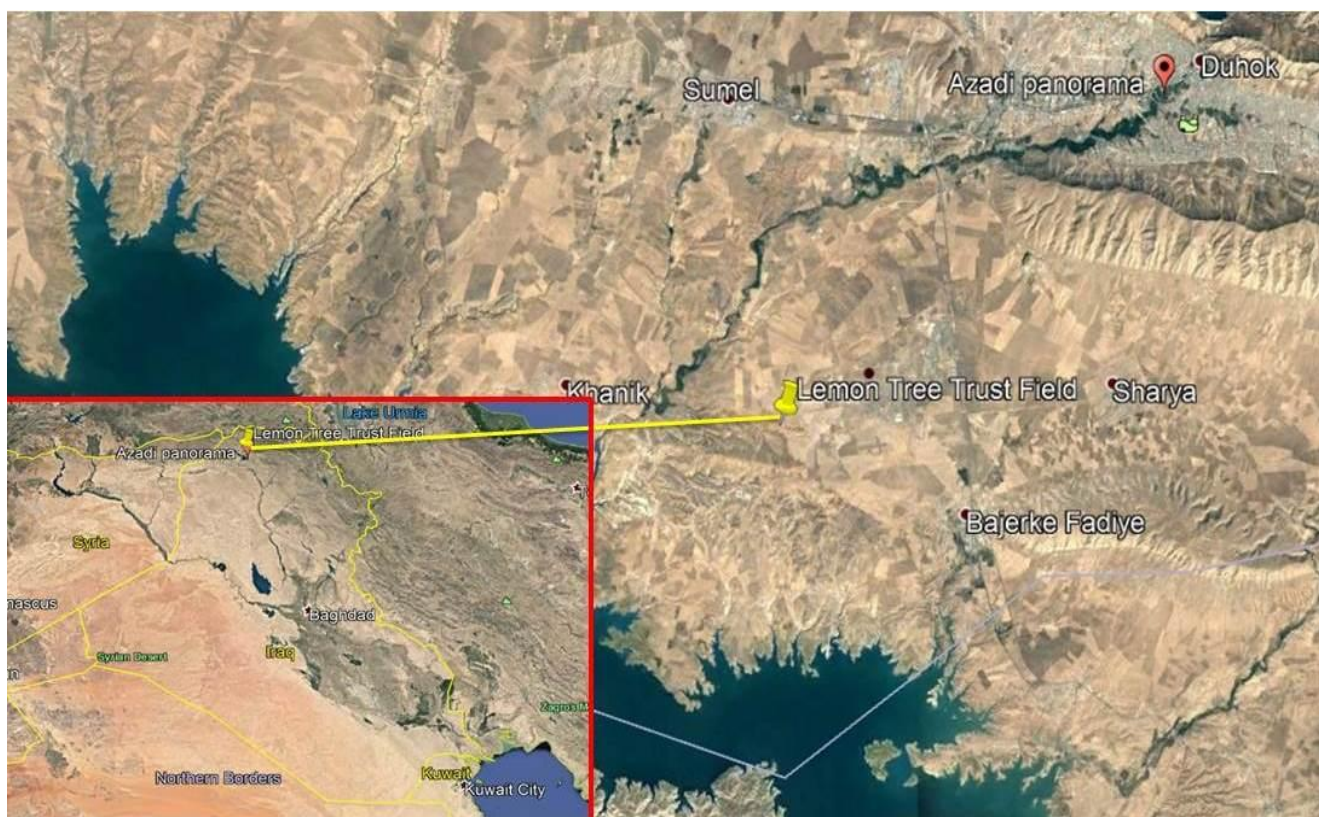 Duhok
Azadi panorama
Sumel
Khanik
Lemon Tree Trust Field
Sharya
Bajerke Fadiye
Lake Urmia
Lemon Tree Trust Field
Azadi panorama
Syria
Baghdad
Iraq
Syrian Desert
Northern Borders
Kuwait
Kuwait City